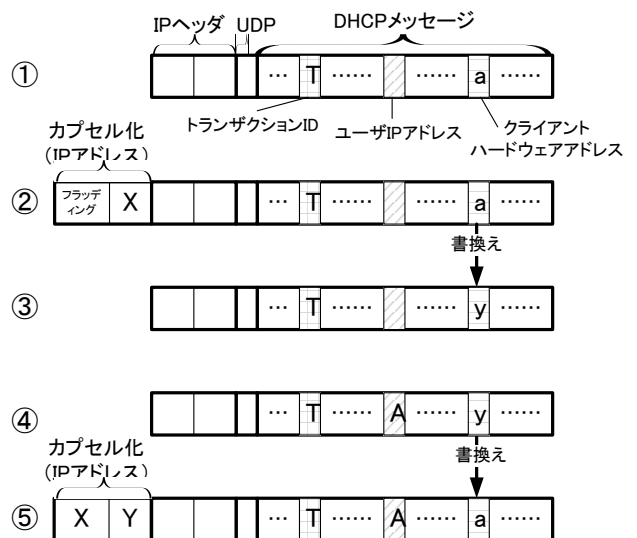 IPヘッダ UDP DHCPメッセージ
① … T …… …… a ……
トランザクションID ユーザIPアドレス クライアント
ハードウェアアドレス
カプセル化
(IPアドレス)
② フラッデ
ィング X … T …… …… a ……
書換え
③ … T …… …… y ……
④ … T …… A …… y ……
カプセル化
(IPアドレス)
書換え
⑤ X Y … T …… A …… a ……